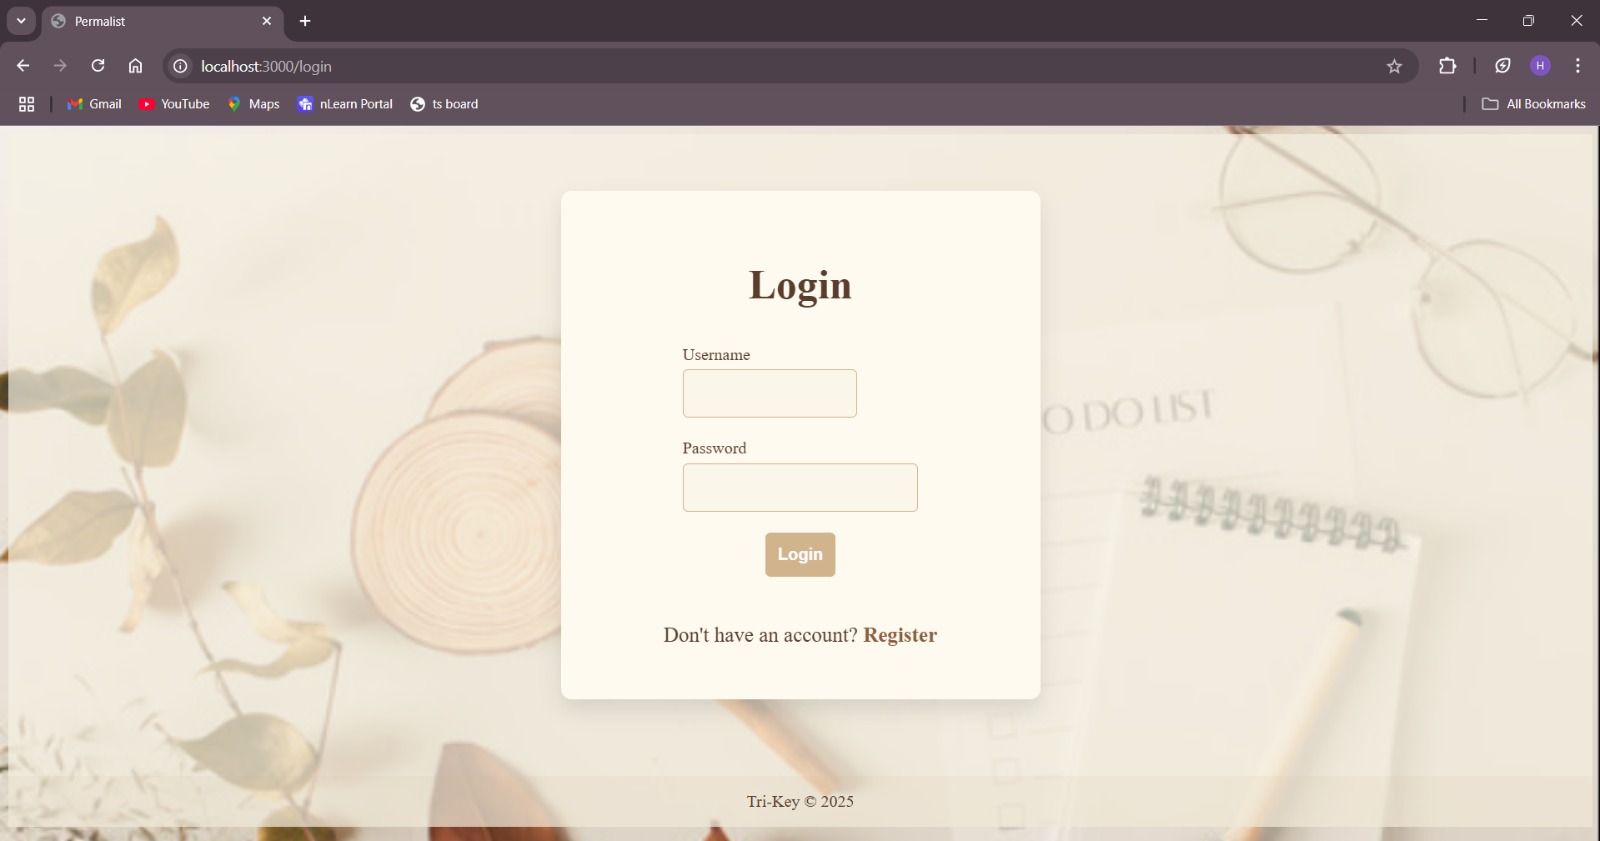 Permalist
localhost:3000/login
H
Gmail
YouTube
Maps
nLearn Portal
ts board
All Bookmarks
O DO LIST
Login
Username
Password
Login
Don't have an account? Register
Tri-Key © 2025